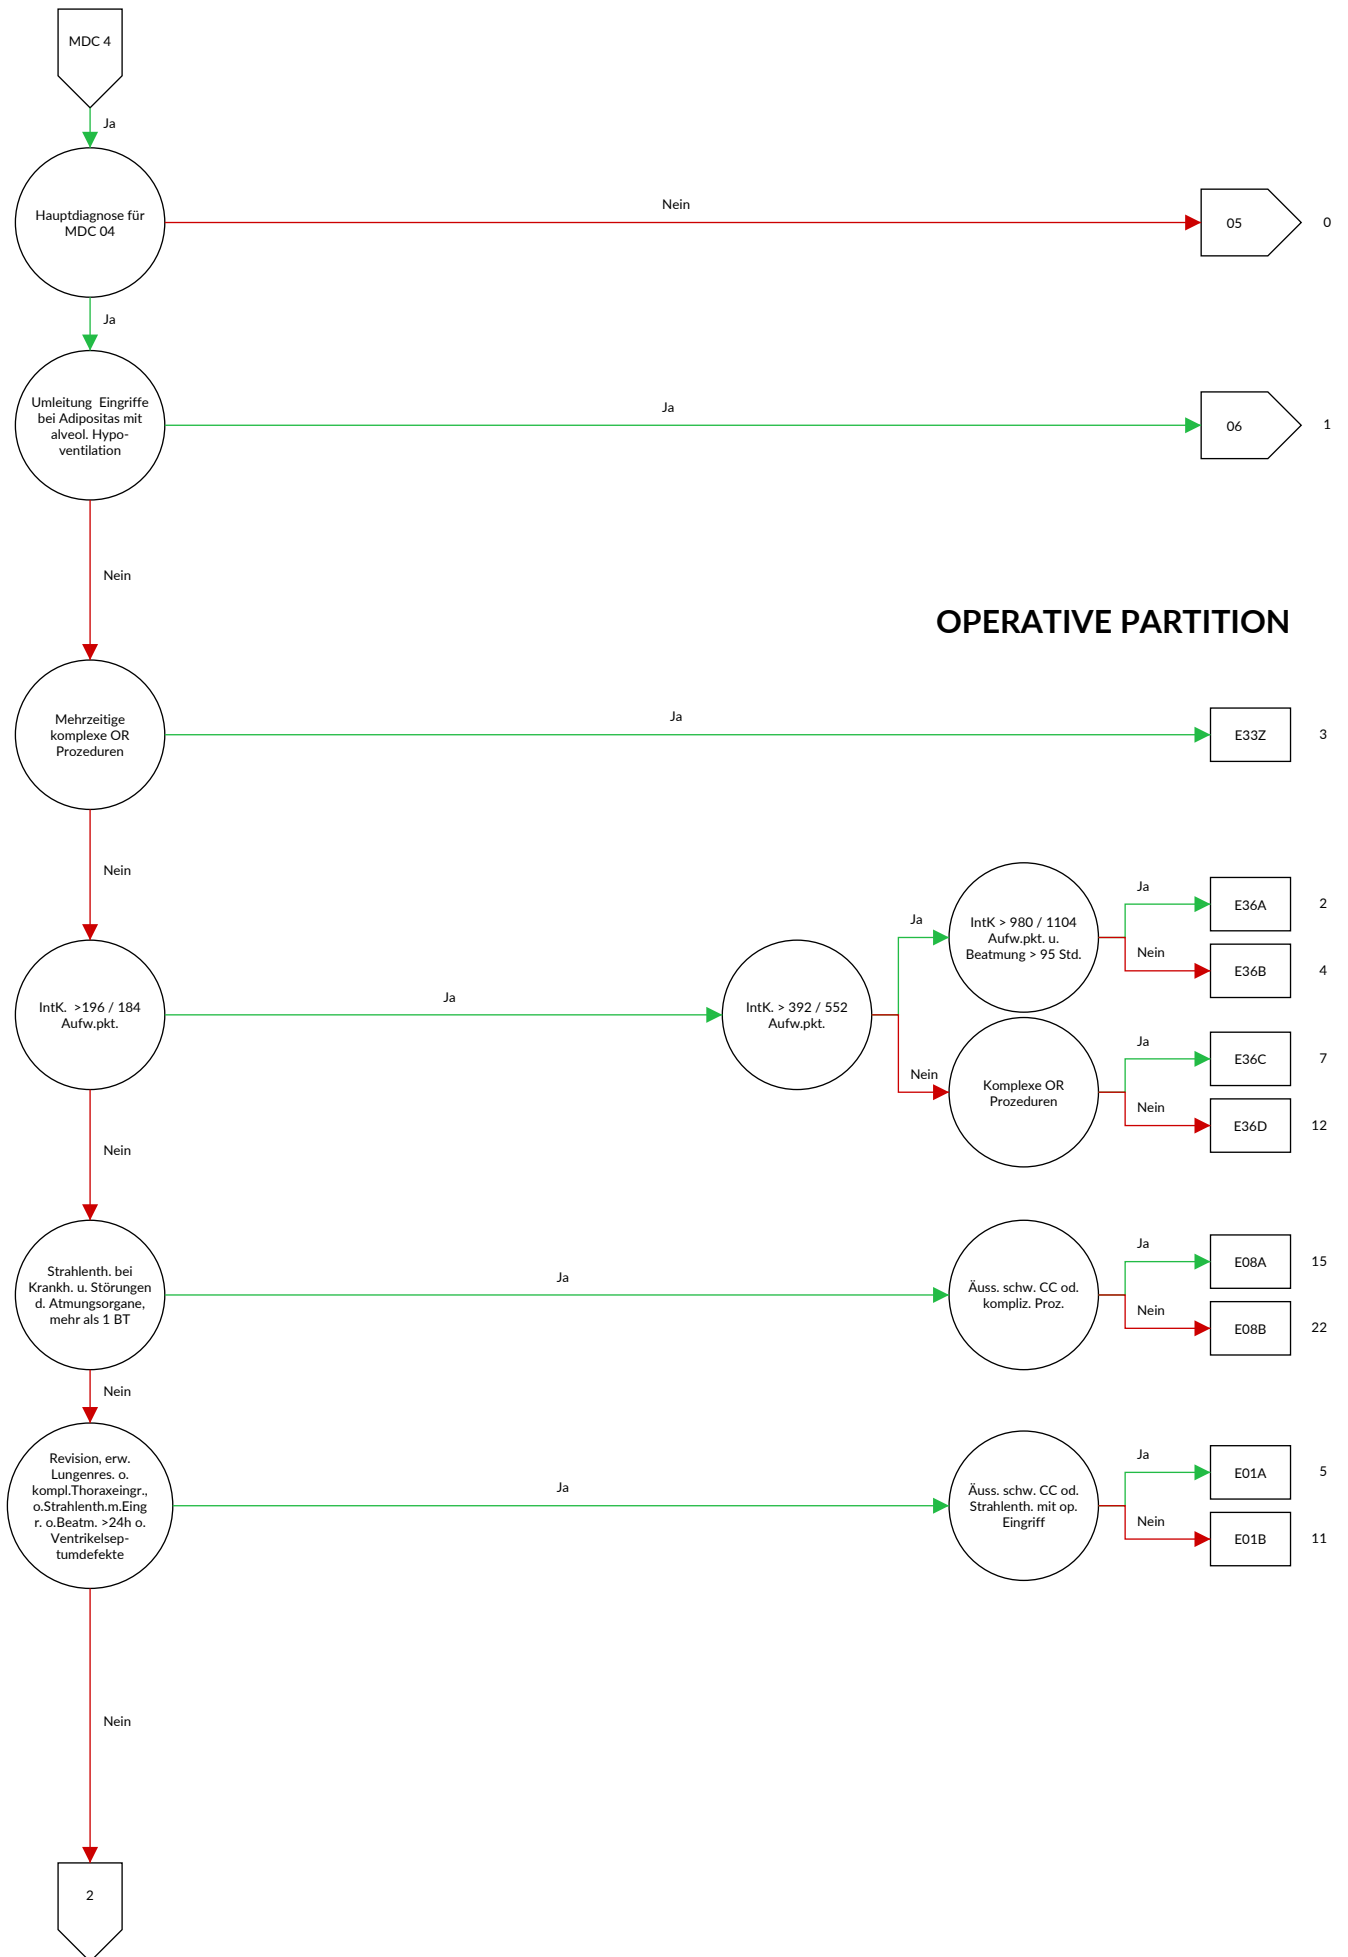 MDC 4
Ja
Hauptdiagnose für
MDC 04
Nein
05
0
Ja
Umleitung  Eingriffe
bei Adipositas mit
alveol. Hypo-
ventilation
Ja
06
1
Nein
OPERATIVE PARTITION
Mehrzeitige
komplexe OR
Prozeduren
Ja
E33Z
3
Nein
IntK.  >196 / 184
Aufw.pkt.
Ja
IntK. > 392 / 552
Aufw.pkt.
Ja
IntK > 980 / 1104
Aufw.pkt. u.
Beatmung > 95 Std.
Ja
E36A
2
Nein
E36B
4
Nein
Komplexe OR
Prozeduren
Ja
E36C
7
Nein
E36D
12
Nein
Strahlenth. bei
Krankh. u. Störungen
d. Atmungsorgane,
mehr als 1 BT
Ja
Äuss. schw. CC od.
kompliz. Proz.
Ja
E08A
15
Nein
E08B
22
Nein
Revision, erw.
Lungenres. o.
kompl.Thoraxeingr.,
o.Strahlenth.m.Eing
r. o.Beatm. >24h o.
Ventrikelsep-
tumdefekte
Ja
Äuss. schw. CC od.
Strahlenth. mit op.
Eingriff
Ja
E01A
5
Nein
E01B
11
Nein
2